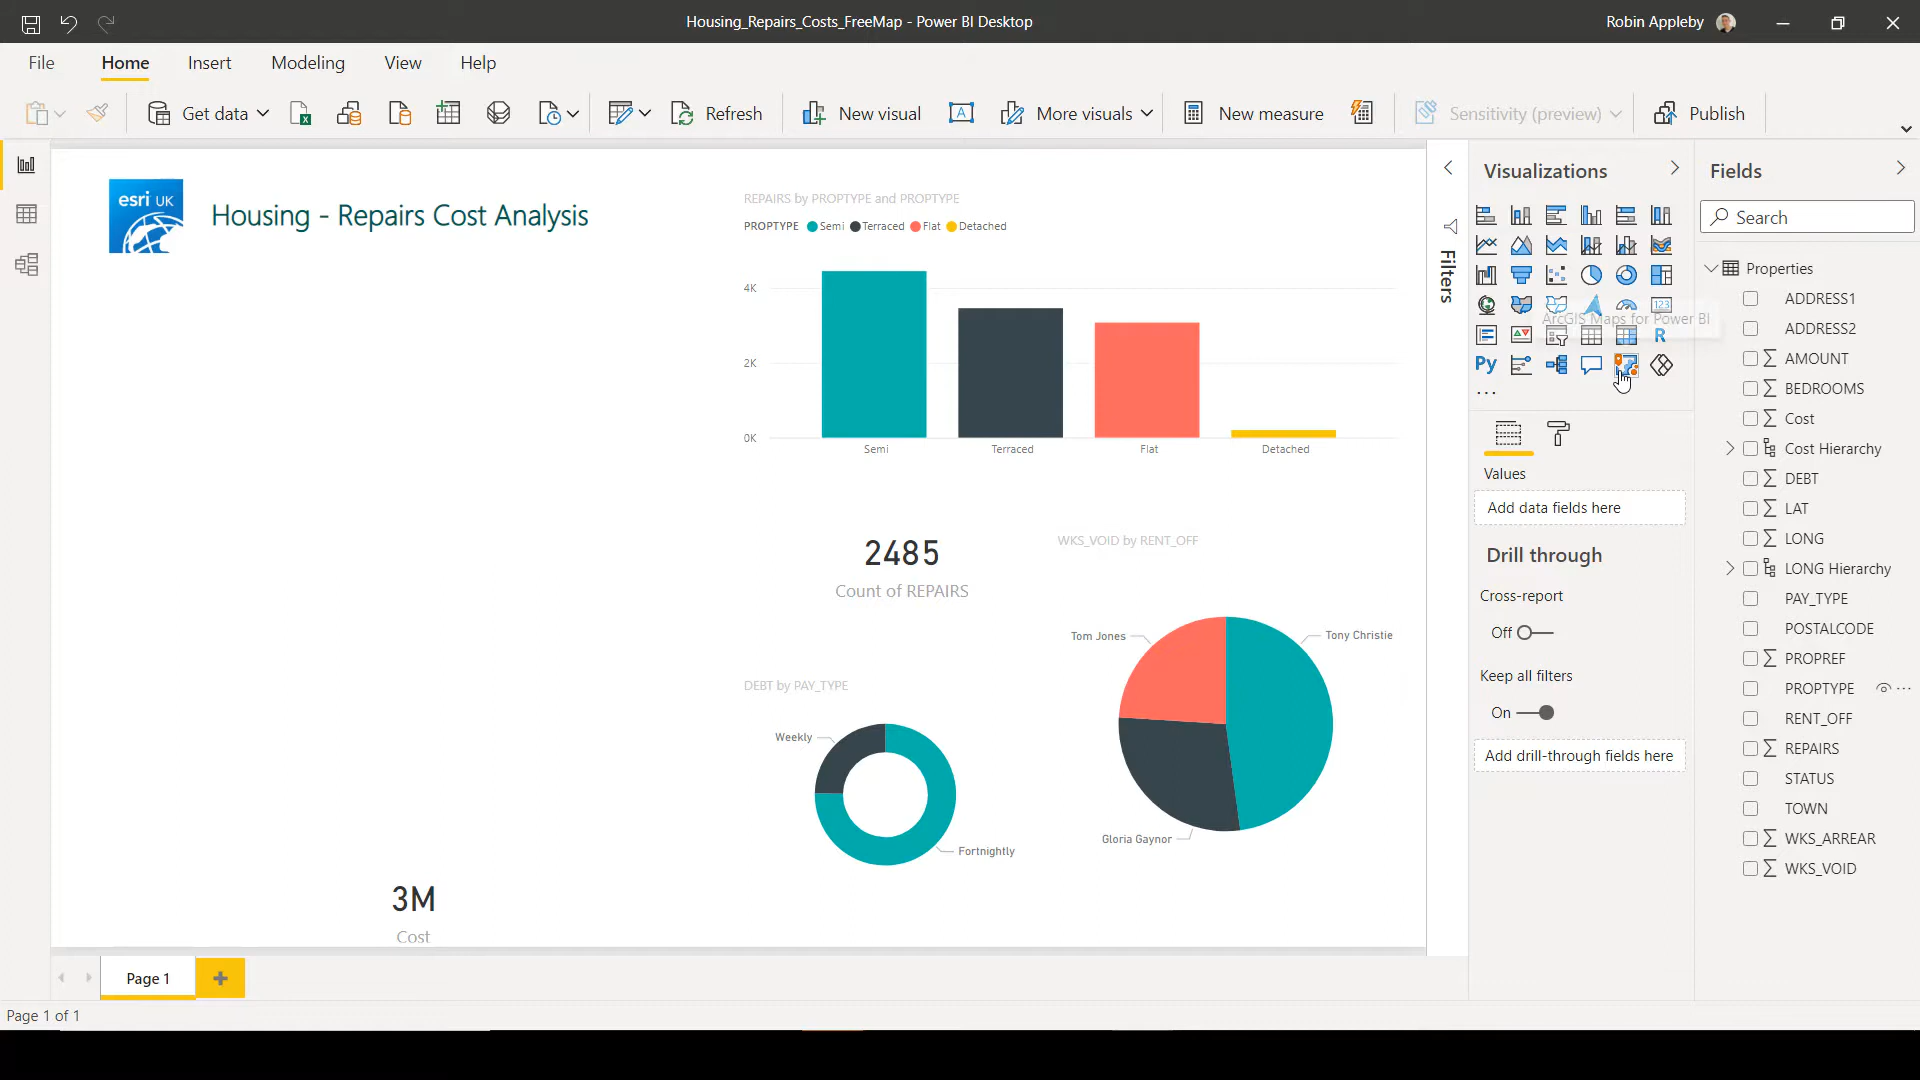 Housing_Repairs_Costs_FreeMap - Power BI Desktop
Robin Appleby
File
Home
Insert
Modeling
View
Help
Get data
Refresh
New visual
More visuals
New measure
Sensitivity (preview)
Publish
esri UK
Housing - Repairs Cost Analysis
REPAIRS by PROPTYPE and PROPTYPE
PROPTYPE Semi Terraced Flat Detached
4K
2K
0K
Semi
Terraced
Flat
Detached
2485
Count of REPAIRS
WKS_VOID by RENT_OFF
Tom Jones
Tony Christie
Gloria Gaynor
DEBT by PAY_TYPE
Weekly
Fortnightly
3M
Cost
Filters
Visualizations
123
ArcGIS Maps for Power BI
R
Py
Values
Add data fields here
Drill through
Cross-report
Off
Keep all filters
On
Add drill-through fields here
Fields
Search
Properties
ADDRESS1
ADDRESS2
AMOUNT
BEDROOMS
Cost
Cost Hierarchy
DEBT
LAT
LONG
LONG Hierarchy
PAY_TYPE
POSTALCODE
PROPREF
PROPTYPE
RENT_OFF
REPAIRS
STATUS
TOWN
WKS_ARREAR
WKS_VOID
Page 1
Page 1 of 1